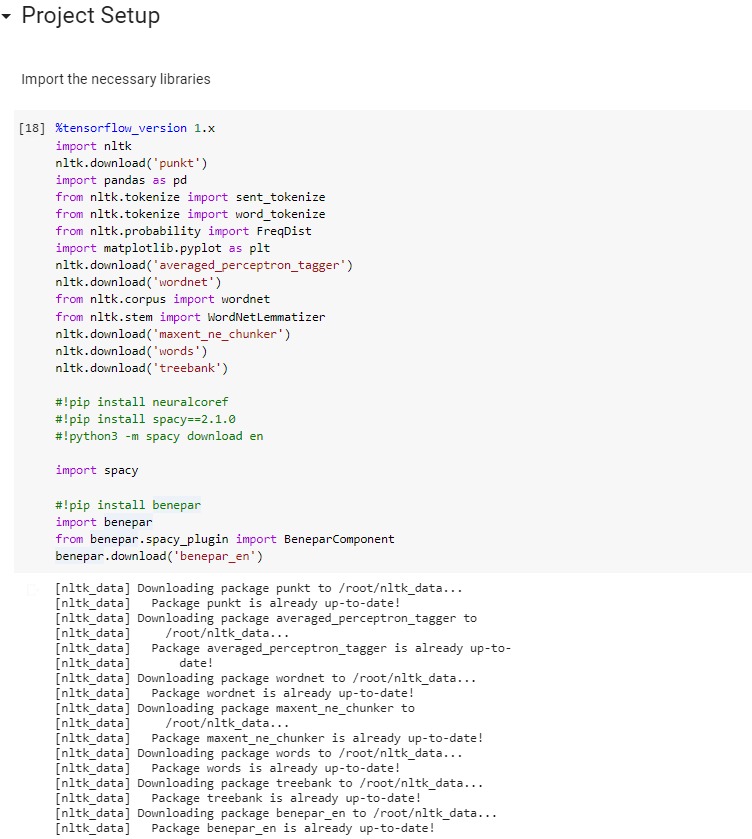 Project Setup
Import the necessary libraries
[18] %tensorflow_version 1.x
import nltk
nltk.download('punkt')
import pandas as pd
from nltk.tokenize import sent_tokenize
from nltk.tokenize import word_tokenize
from nltk.probability import FreqDist
import matplotlib.pyplot as plt
nltk.download('averaged_perceptron_tagger')
nltk.download('wordnet')
from nltk.corpus import wordnet
from nltk.stem import WordNetLemmatizer
nltk.download('maxent_ne_chunker')
nltk.download('words')
nltk.download('treebank')
#!pip install neuralcoref
#!pip install spacy==2.1.0
#!python3 -m spacy download en
import spacy
#!pip install benepar
import benepar
from benepar.spacy_plugin import BeneparComponent
benepar.download('benepar_en')
[nltk_data] Downloading package punkt to /root/nltk_data...
[nltk_data]   Package punkt is already up-to-date!
[nltk_data] Downloading package averaged_perceptron_tagger to
[nltk_data]     /root/nltk_data...
[nltk_data]   Package averaged_perceptron_tagger is already up-to-
[nltk_data]       date!
[nltk_data] Downloading package wordnet to /root/nltk_data...
[nltk_data]   Package wordnet is already up-to-date!
[nltk_data] Downloading package maxent_ne_chunker to
[nltk_data]     /root/nltk_data...
[nltk_data]   Package maxent_ne_chunker is already up-to-date!
[nltk_data] Downloading package words to /root/nltk_data...
[nltk_data]   Package words is already up-to-date!
[nltk_data] Downloading package treebank to /root/nltk_data...
[nltk_data]   Package treebank is already up-to-date!
[nltk_data] Downloading package benepar_en to /root/nltk_data...
[nltk_data]   Package benepar_en is already up-to-date!